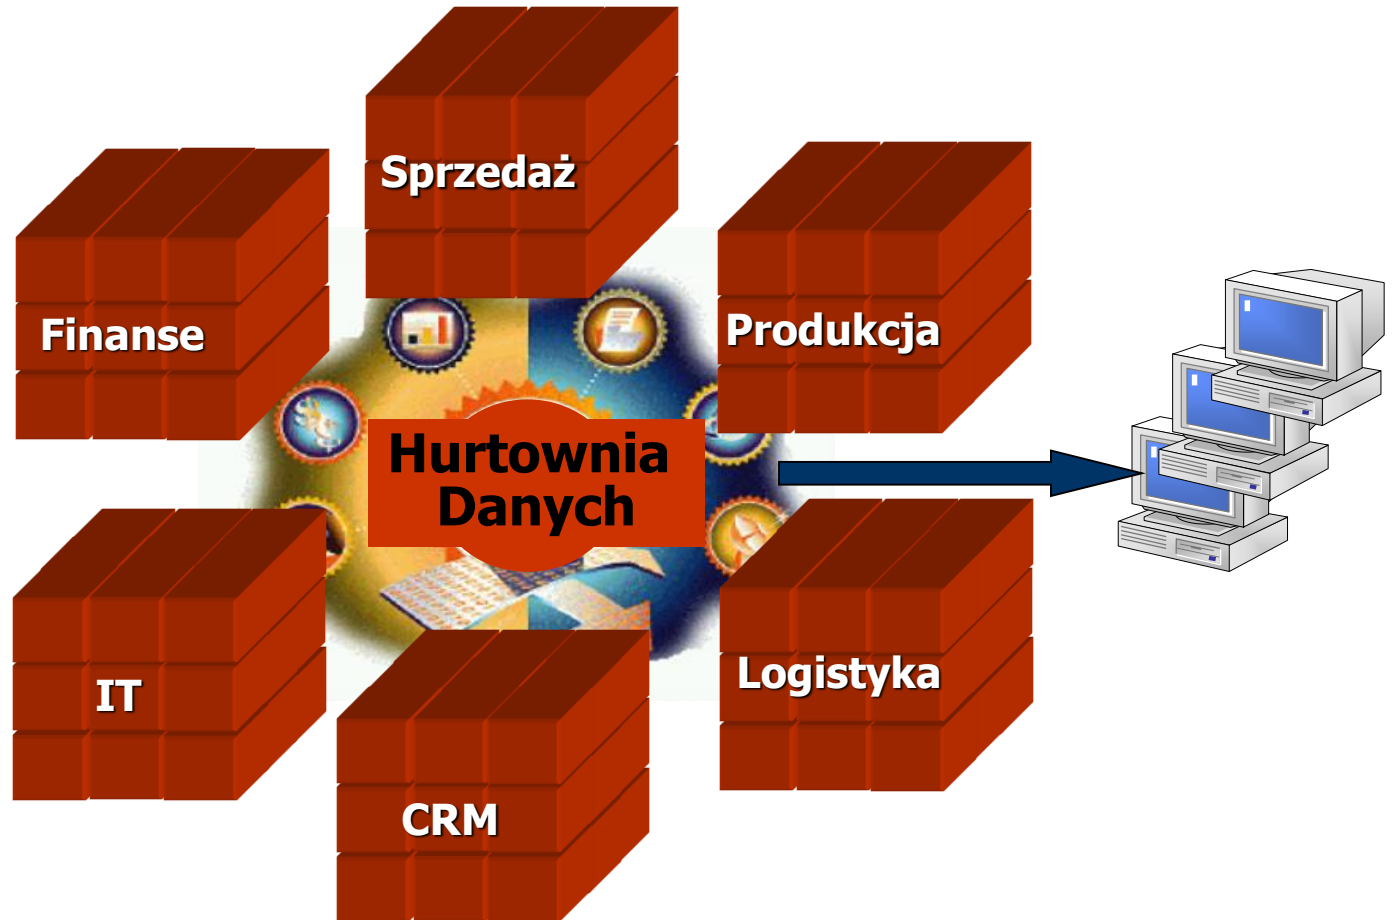 Sprzedaż
Finanse
Produkcja
Hurtownia
Danych
IT
Logistyka
CRM